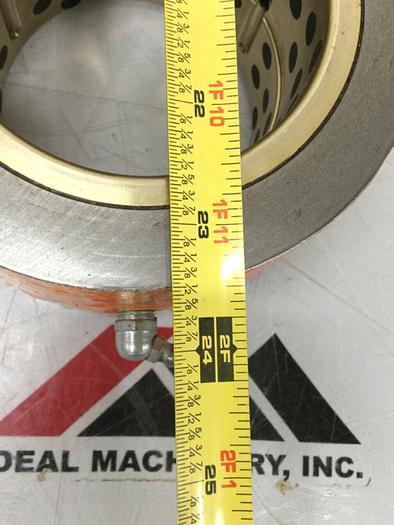 1F10
22
1F11
23
2F
24
DEAL MACH RY, INC.
2F1
25